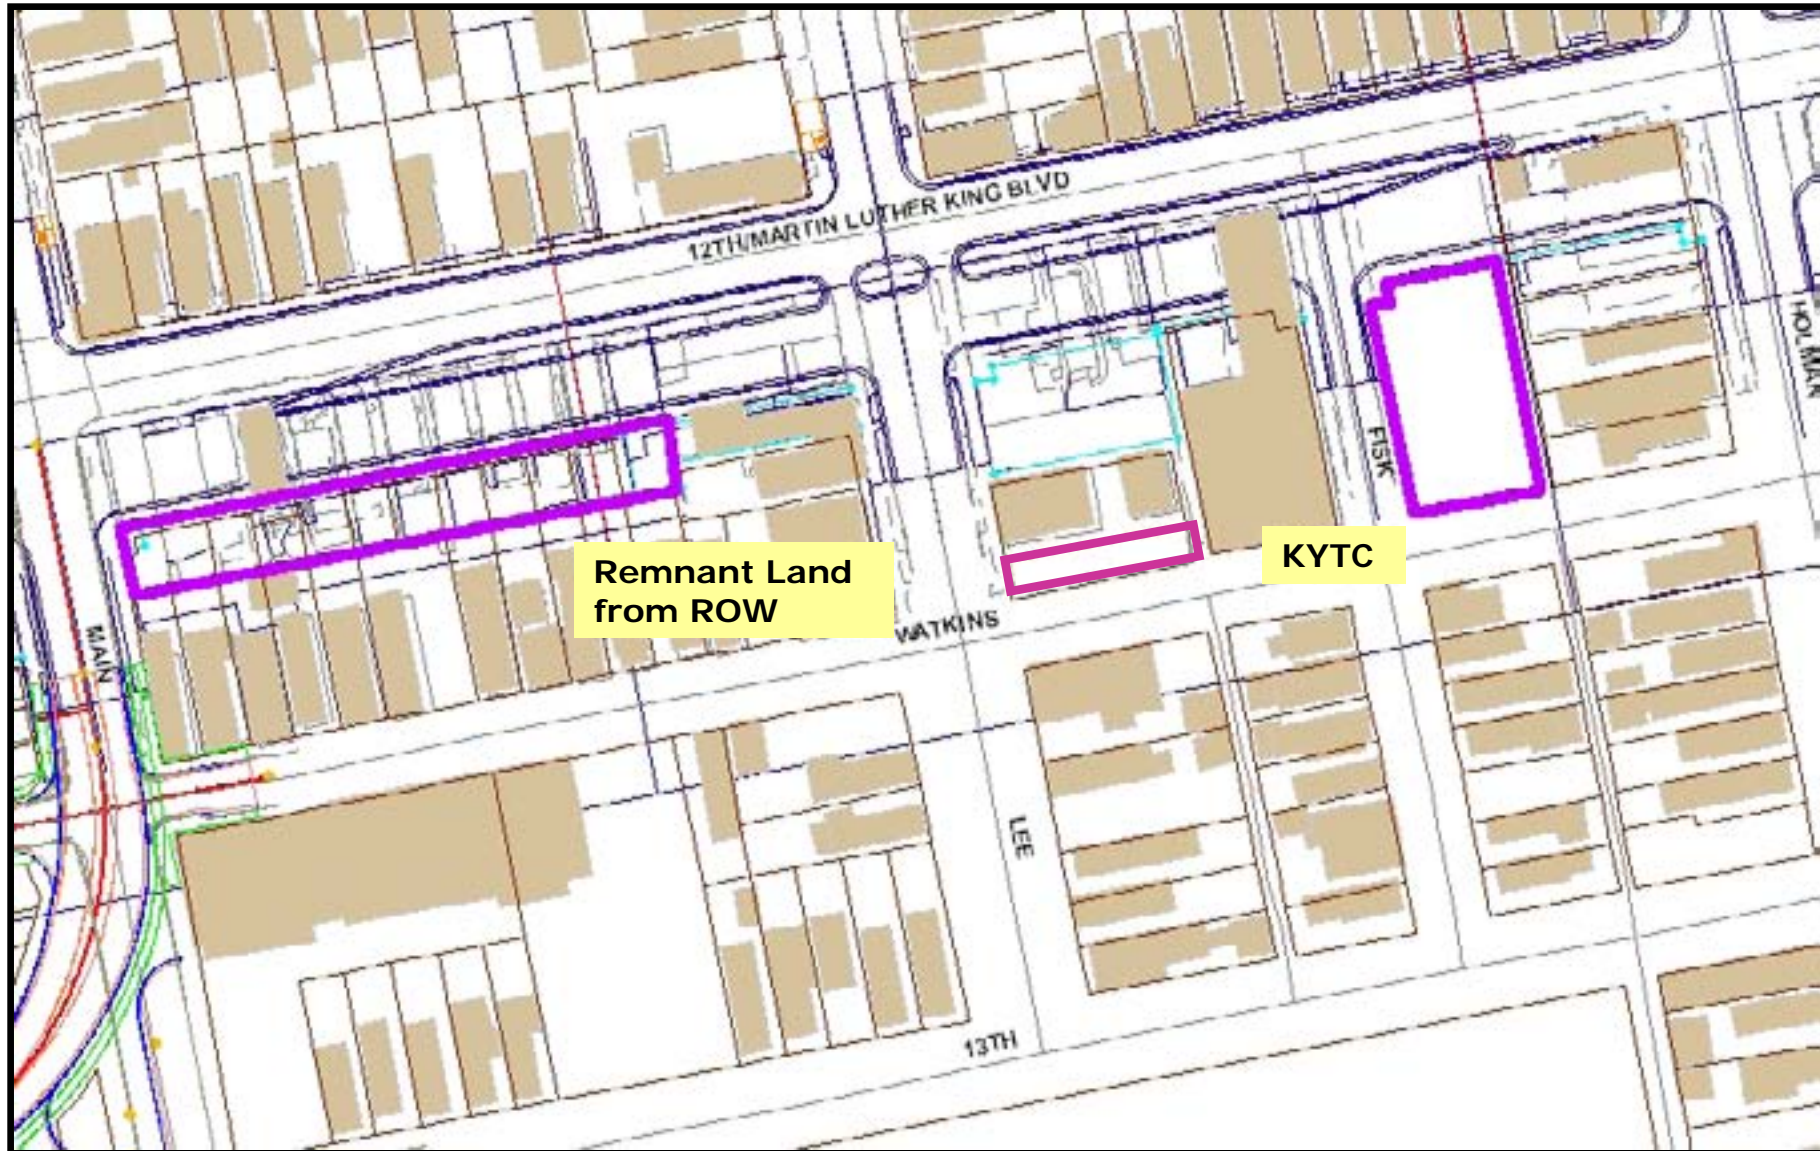 12TH/MARTIN LUTHER KING BLVD
HOLMAN
FISK
Remnant Land
from ROW
KYTC
MAIN
WATKINS
LEE
13TH